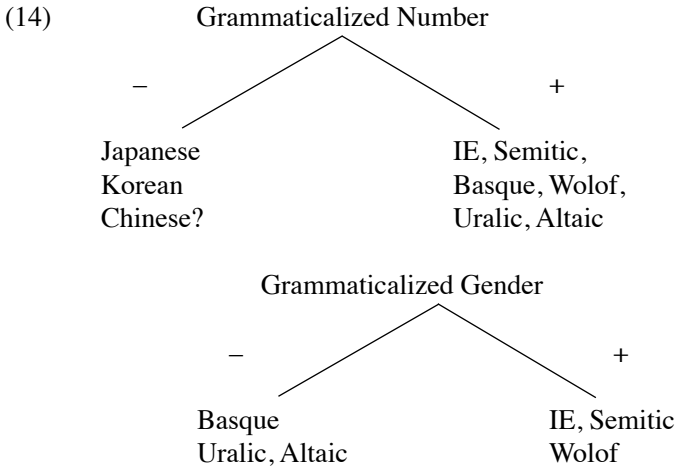 (14) Grammaticalized Number
– +
Japanese IE, Semitic,
Korean Basque, Wolof,
Chinese? Uralic, Altaic
Grammaticalized Gender
– +
Basque IE, Semitic
Uralic, Altaic Wolof